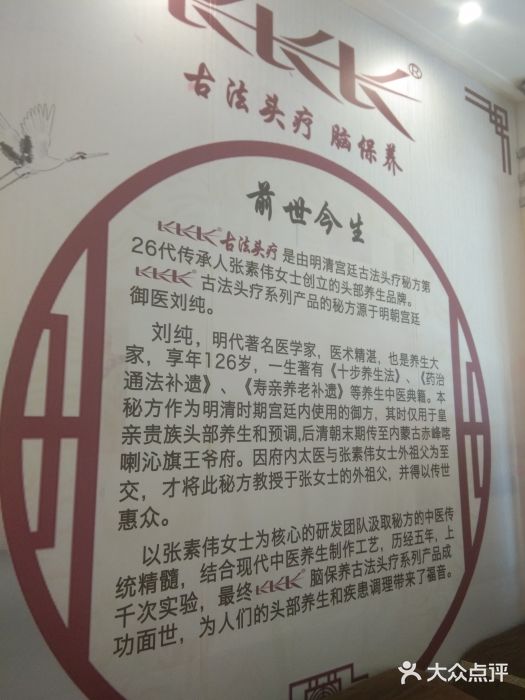 KKK®
古法头疗 脑保养
前世今生
KKK®古法头疗是由明清宫廷古法头疗秘方第
26代传承人张素伟女士创立的头部养生品牌。
KKK®古法头疗系列产品的秘方源于明朝宫廷
御医刘纯。
刘纯，明代著名医学家，医术精湛，也是养生大
家，享年126岁，一生著有《十步养生法》、《药治
通法补遗》、《寿亲养老补遗》等养生中医典籍。本
秘方作为明清时期宫廷内使用的御方，其时仅用于皇
亲贵族头部养生和预调,后清朝末期传至内蒙古赤峰喀
喇沁旗王爷府。因府内太医与张素伟女士外祖父为至
交，才将此秘方教授于张女士的外祖父，并得以传世
惠众。
以张素伟女士为核心的研发团队汲取秘方的中医传
统精髓，结合现代中医养生制作工艺，历经五年，上
千次实验，最终KKK®脑保养古法头疗系列产品成
功面世，为人们的头部养生和疾患调理带来了福音。
大众点评